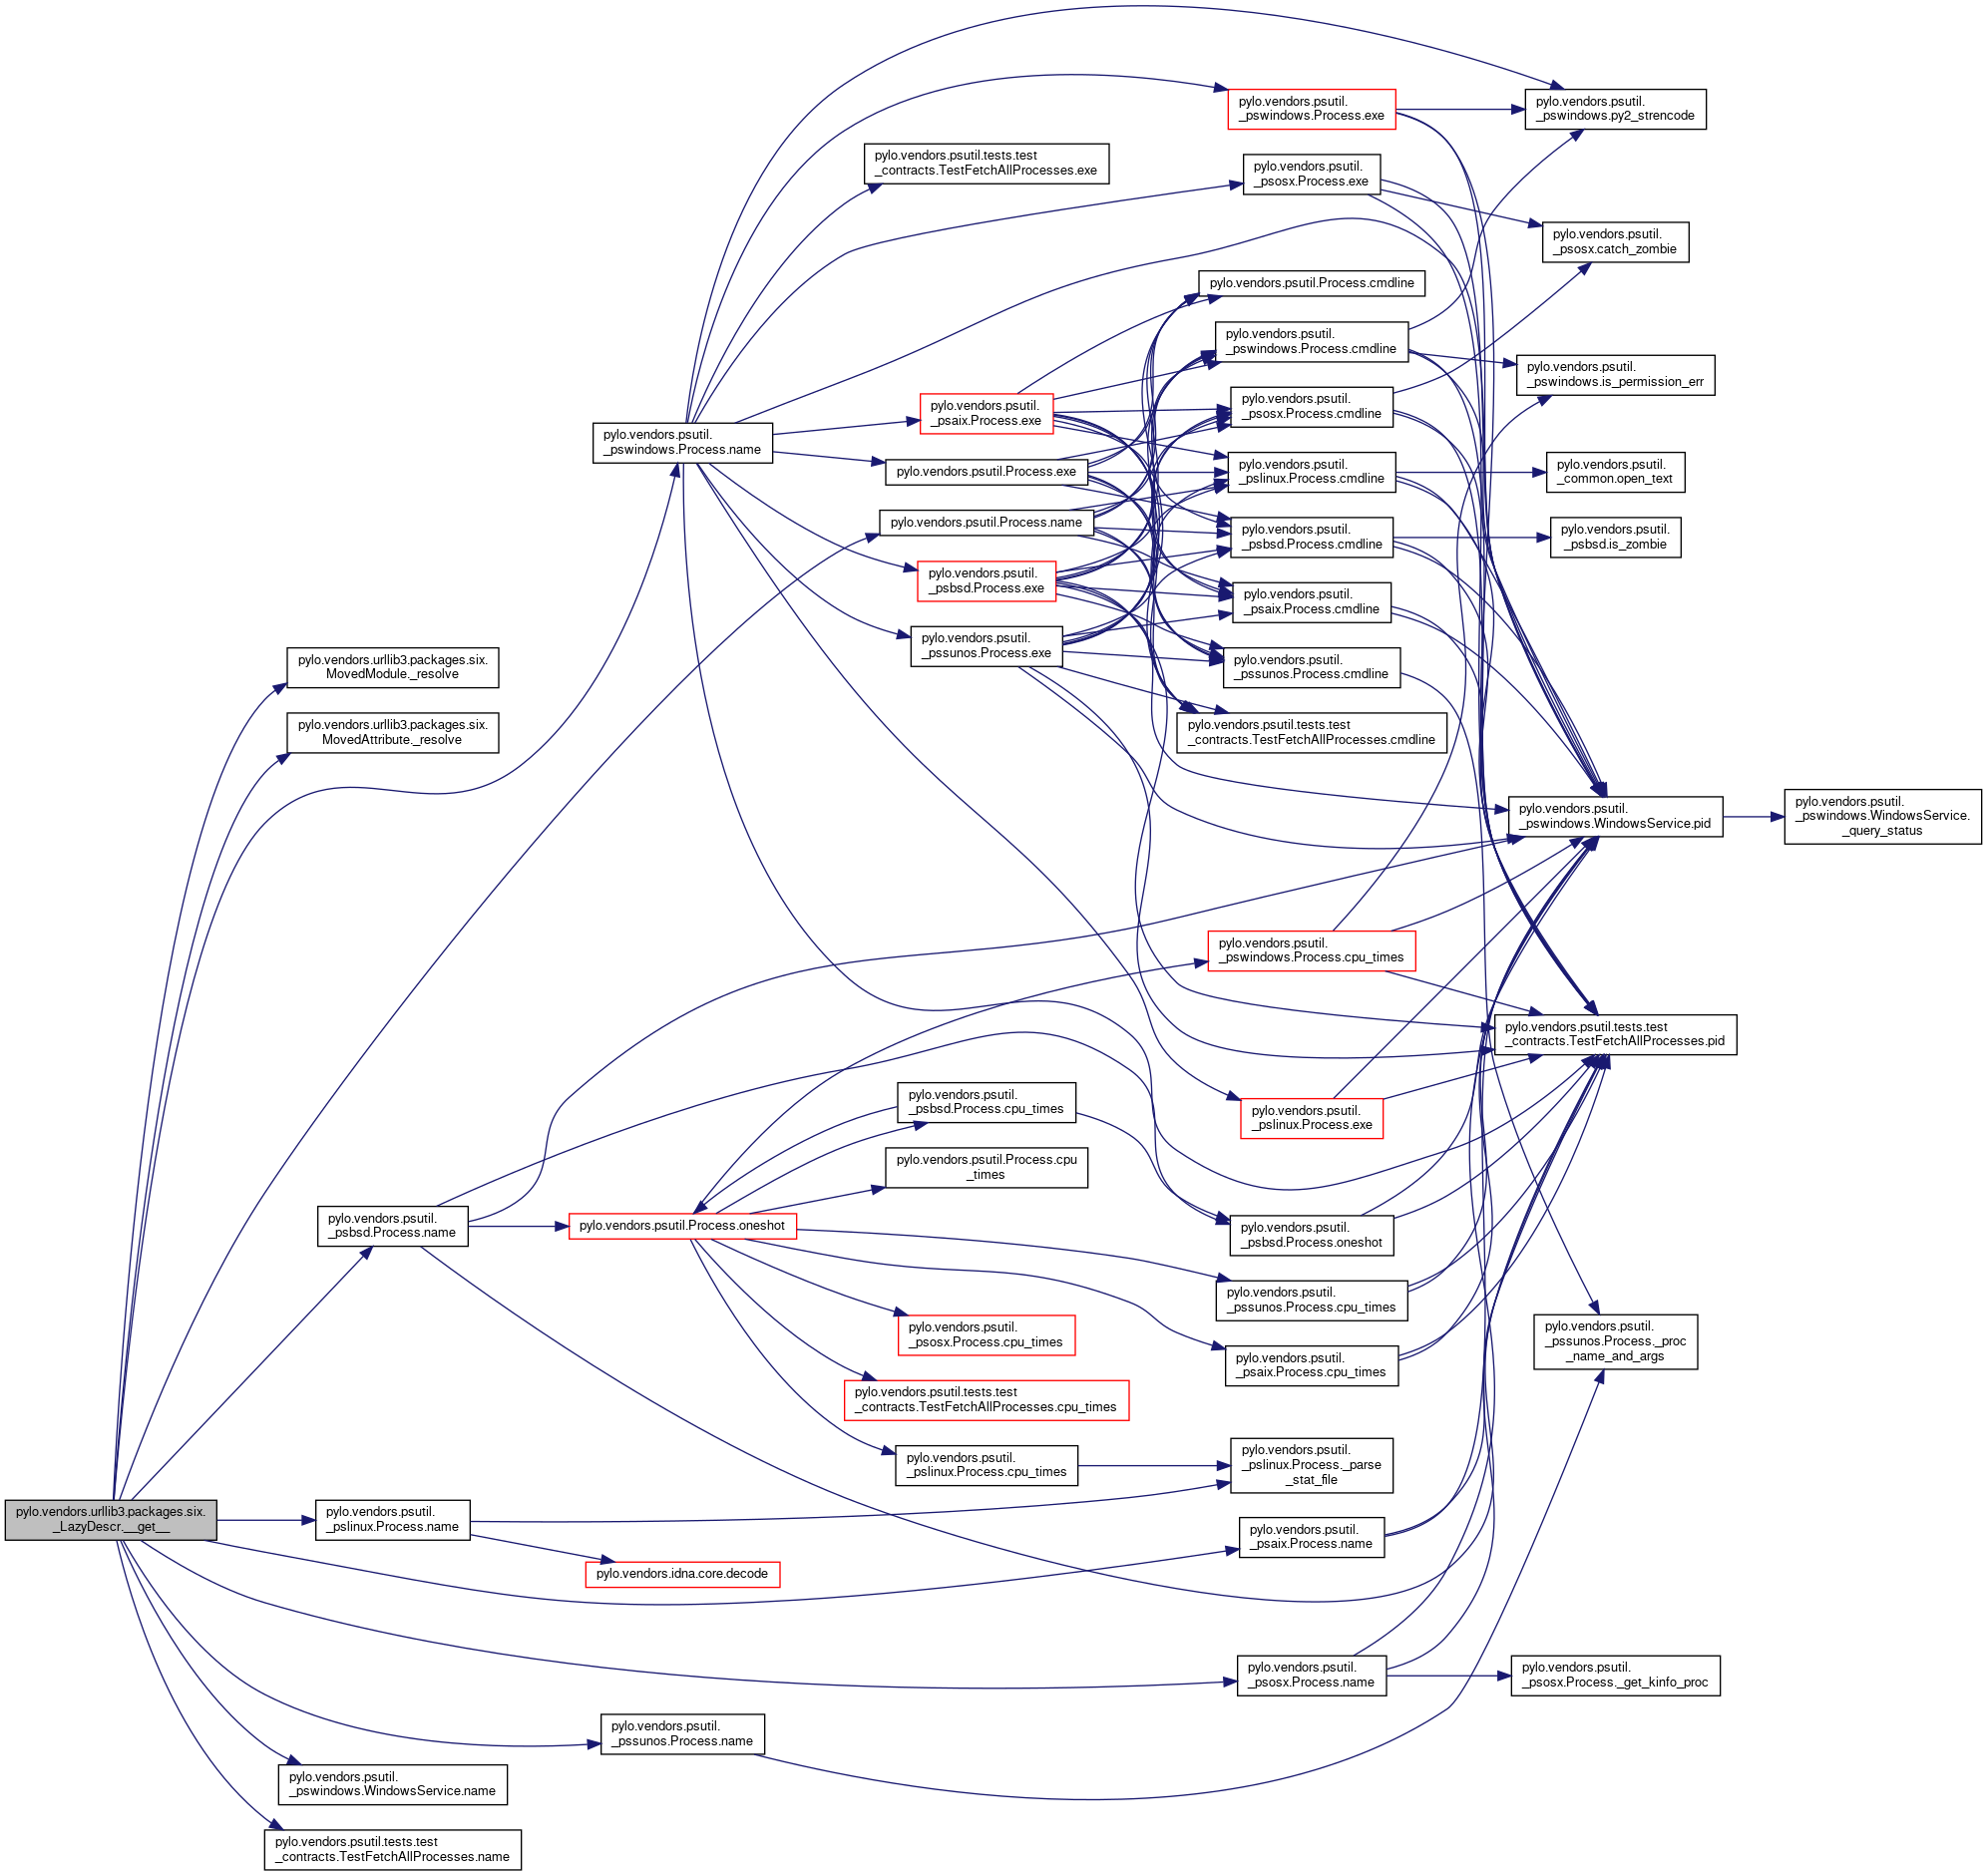 pylo.vendors.urllib3.packages.six.
_LazyDescr.__get__
pylo.vendors.urllib3.packages.six.
MovedModule._resolve
pylo.vendors.urllib3.packages.six.
MovedAttribute._resolve
pylo.vendors.psutil.
_psbsd.Process.name
pylo.vendors.psutil.
_pslinux.Process.name
pylo.vendors.psutil.
_pswindows.WindowsService.name
pylo.vendors.psutil.tests.test
_contracts.TestFetchAllProcesses.name
pylo.vendors.psutil.
_pswindows.Process.name
pylo.vendors.psutil.Process.oneshot
pylo.vendors.idna.core.decode
pylo.vendors.psutil.
_pssunos.Process.name
pylo.vendors.psutil.tests.test
_contracts.TestFetchAllProcesses.exe
pylo.vendors.psutil.
_psaix.Process.exe
pylo.vendors.psutil.Process.exe
pylo.vendors.psutil.Process.name
pylo.vendors.psutil.
_psbsd.Process.exe
pylo.vendors.psutil.
_pssunos.Process.exe
pylo.vendors.psutil.
_psbsd.Process.cpu_times
pylo.vendors.psutil.Process.cpu
_times
pylo.vendors.psutil.
_psosx.Process.cpu_times
pylo.vendors.psutil.tests.test
_contracts.TestFetchAllProcesses.cpu_times
pylo.vendors.psutil.
_pslinux.Process.cpu_times
pylo.vendors.psutil.
_pswindows.Process.exe
pylo.vendors.psutil.
_psosx.Process.exe
pylo.vendors.psutil.Process.cmdline
pylo.vendors.psutil.
_pswindows.Process.cmdline
pylo.vendors.psutil.
_psosx.Process.cmdline
pylo.vendors.psutil.
_pslinux.Process.cmdline
pylo.vendors.psutil.
_psbsd.Process.cmdline
pylo.vendors.psutil.
_psaix.Process.cmdline
pylo.vendors.psutil.
_pssunos.Process.cmdline
pylo.vendors.psutil.tests.test
_contracts.TestFetchAllProcesses.cmdline
pylo.vendors.psutil.
_pswindows.Process.cpu_times
pylo.vendors.psutil.
_pslinux.Process.exe
pylo.vendors.psutil.
_psbsd.Process.oneshot
pylo.vendors.psutil.
_pssunos.Process.cpu_times
pylo.vendors.psutil.
_psaix.Process.cpu_times
pylo.vendors.psutil.
_pslinux.Process._parse
_stat_file
pylo.vendors.psutil.
_psaix.Process.name
pylo.vendors.psutil.
_psosx.Process.name
pylo.vendors.psutil.
_pswindows.py2_strencode
pylo.vendors.psutil.
_psosx.catch_zombie
pylo.vendors.psutil.
_pswindows.is_permission_err
pylo.vendors.psutil.
_common.open_text
pylo.vendors.psutil.
_psbsd.is_zombie
pylo.vendors.psutil.
_pswindows.WindowsService.pid
pylo.vendors.psutil.tests.test
_contracts.TestFetchAllProcesses.pid
pylo.vendors.psutil.
_pssunos.Process._proc
_name_and_args
pylo.vendors.psutil.
_psosx.Process._get_kinfo_proc
pylo.vendors.psutil.
_pswindows.WindowsService.
_query_status